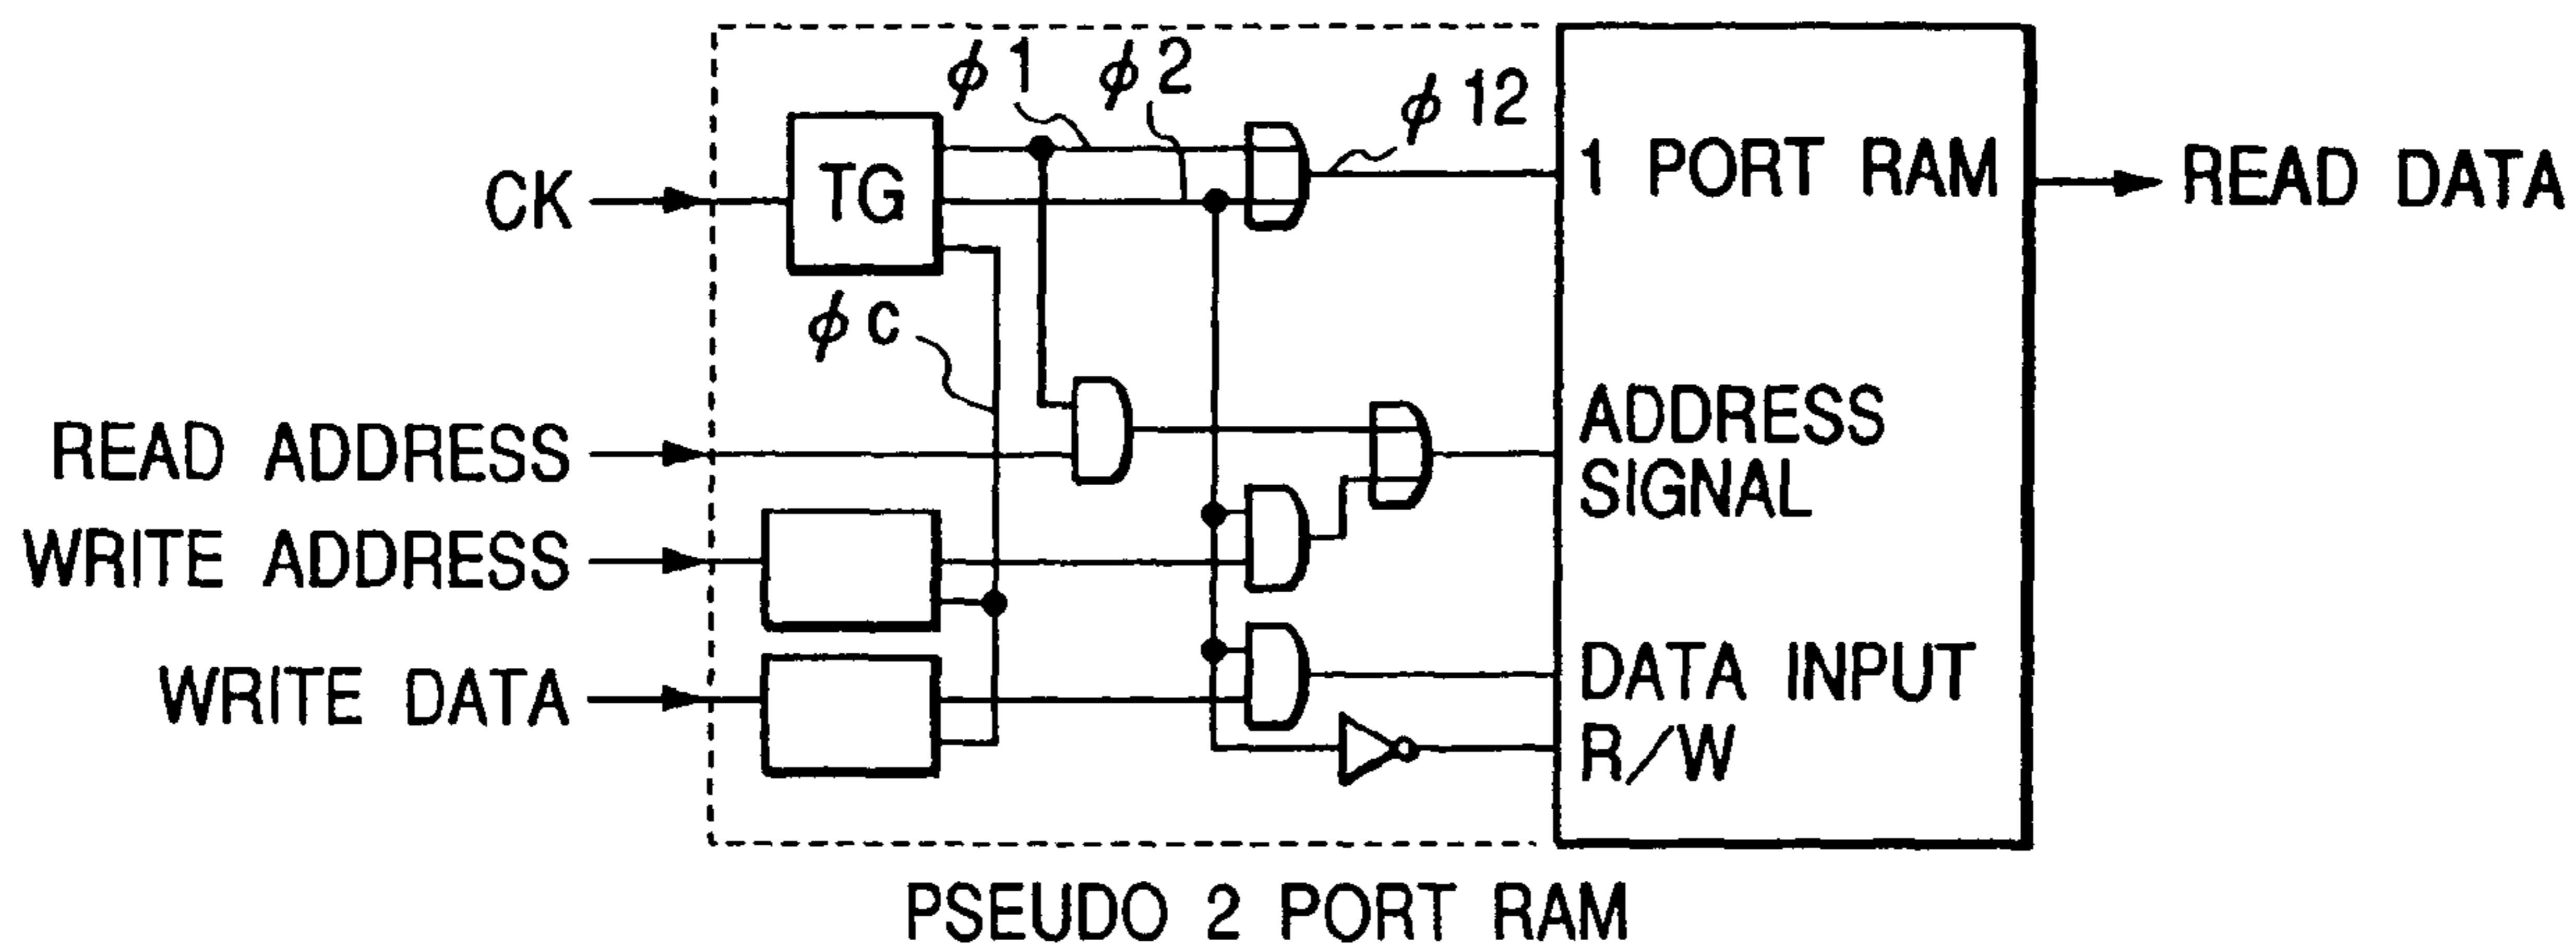 φ1
φ2
φ12
CK
TG
1 PORT RAM
READ DATA
φc
READ ADDRESS
ADDRESS
SIGNAL
WRITE ADDRESS
WRITE DATA
DATA INPUT
R/W
PSEUDO 2 PORT RAM